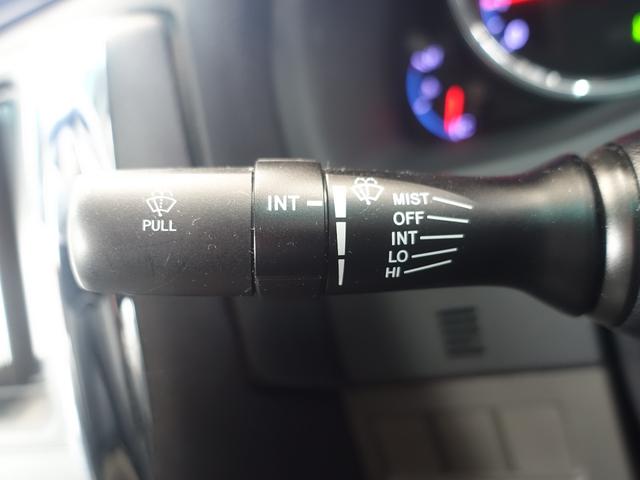 PULL
INT
MIST
OFF
INT
LO
HI